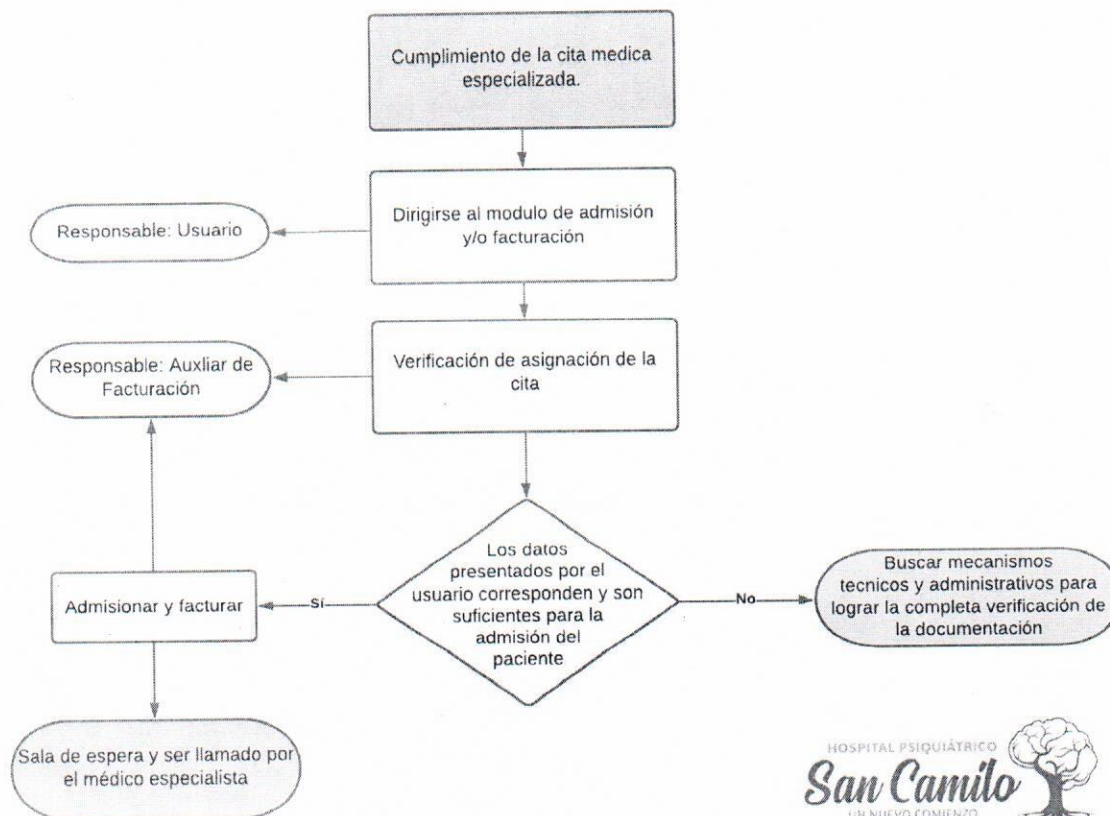 Cumplimiento de la cita medica
especializada.
Dirigirse al modulo de admisión
y/o facturación
Responsable: Usuario
Verificación de asignación de la
cita
Responsable: Auxliar de
Facturación
Los datos
presentados por el
usuario corresponden y son
suficientes para la
admisión del
paciente
Sí
No
Admisionar y facturar
Buscar mecanismos
tecnicos y administrativos para
lograr la completa verificación de
la documentación
Sala de espera y ser llamado por
el médico especialista
HOSPITAL PSIQUIÁTRICO
San Camilo
UN NUEVO COMIENZO